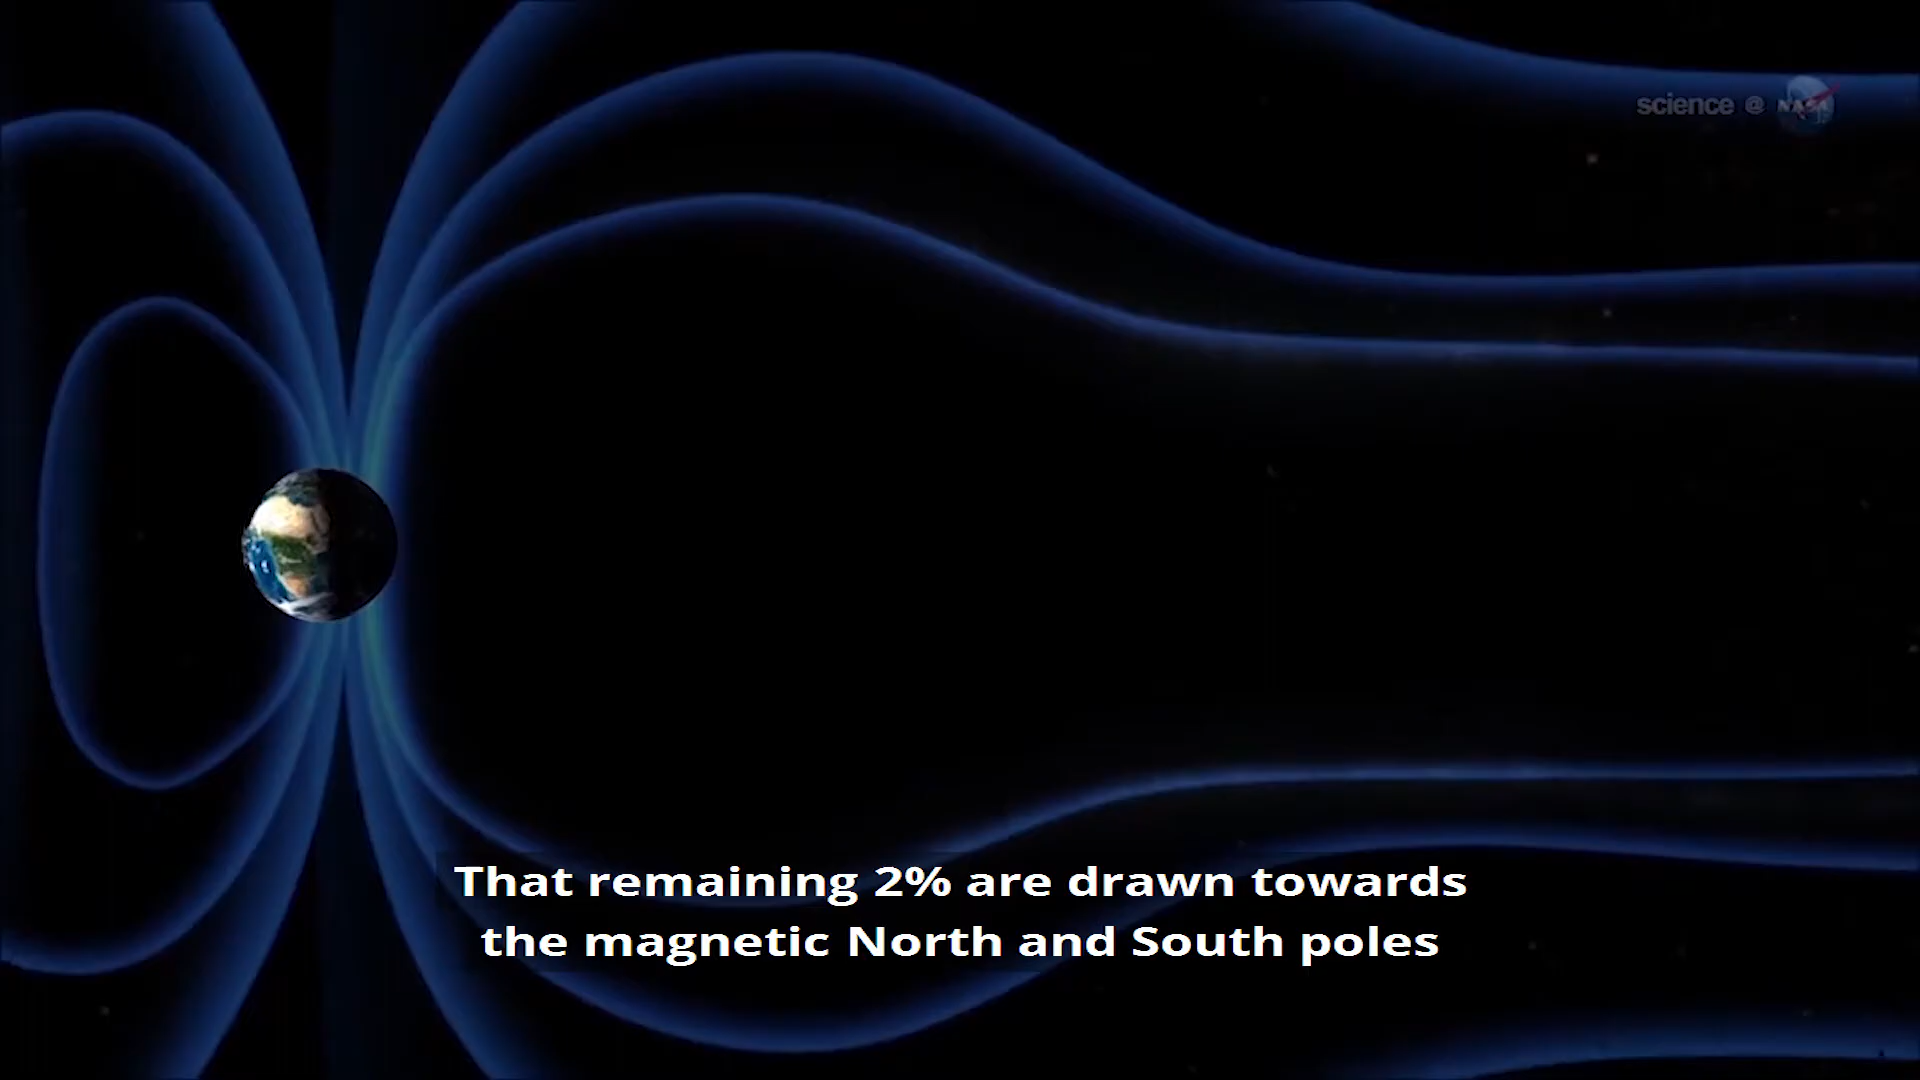 science @ NASA
That remaining 2% are drawn towards
the magnetic North and South poles